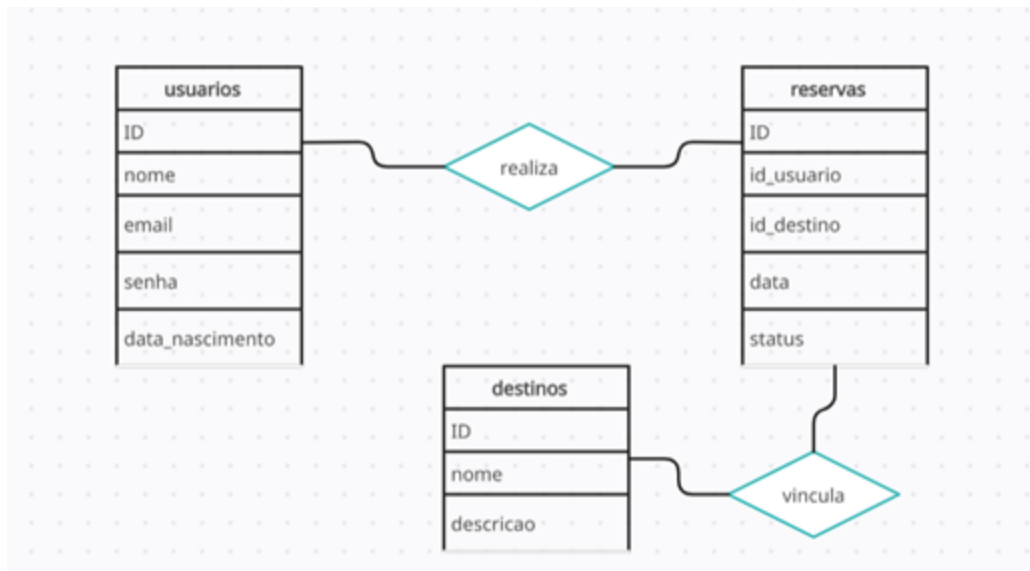 usuarios
ID
nome
email
senha
data_nascimento
realiza
reservas
ID
id_usuario
id_destino
data
status
destinos
ID
nome
descricao
vincula